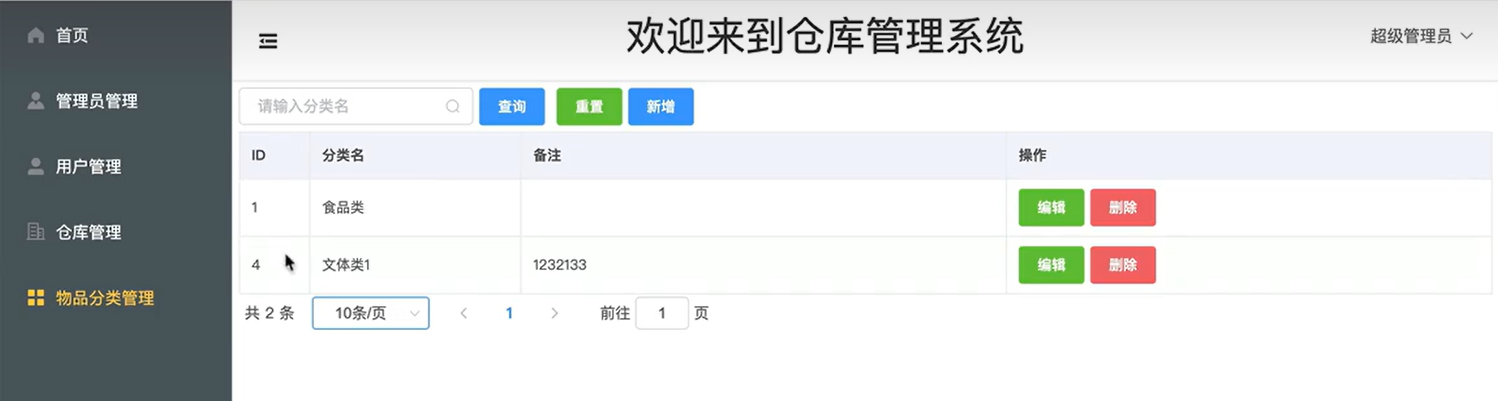 首页
管理员管理
用户管理
仓库管理
物品分类管理
欢迎来到仓库管理系统
超级管理员
请输入分类名 查询 重置 新增
ID 分类名 备注 操作
1 食品类 编辑 删除
4 文体类1 1232133 编辑 删除
共 2 条 10条/页 1 前往 1 页